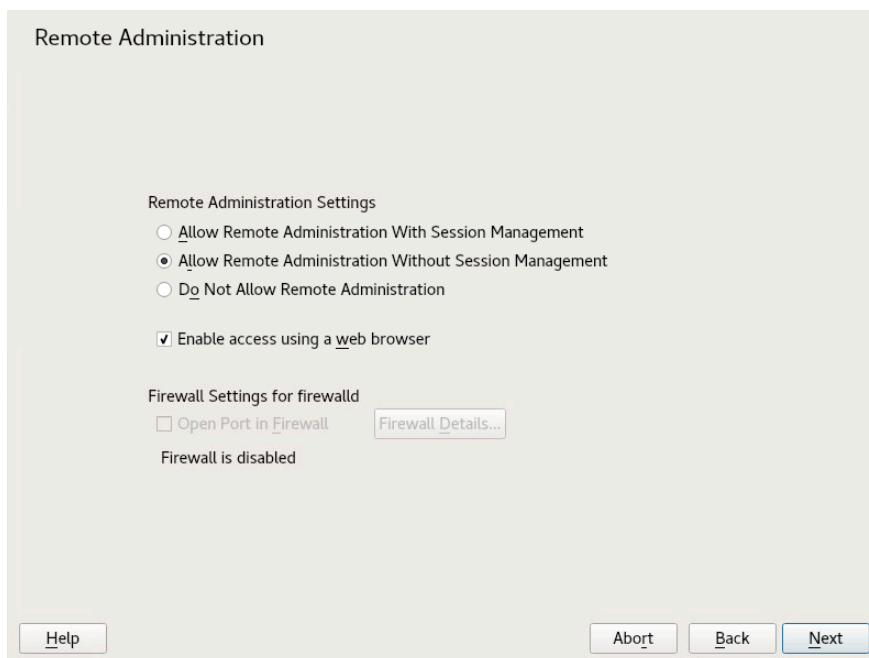 Remote Administration
Remote Administration Settings
Allow Remote Administration With Session Management
Allow Remote Administration Without Session Management
Do Not Allow Remote Administration
Enable access using a web browser
Firewall Settings for firewalld
Open Port in Firewall
Firewall Details...
Firewall is disabled
Help
Abort
Back
Next